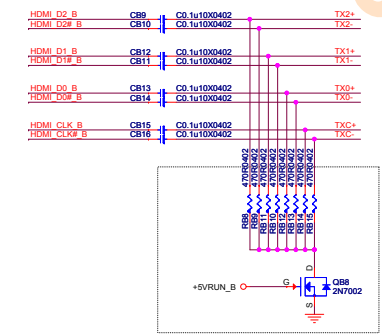 HDMI_D2_B CB9 C0.1u10X0402 TX2+
HDMI_D2#_B CB10 C0.1u10X0402 TX2-
HDMI_D1_B CB12 C0.1u10X0402 TX1+
HDMI_D1#_B CB11 C0.1u10X0402 TX1-
HDMI_D0_B CB13 C0.1u10X0402 TX0+
HDMI_D0#_B CB14 C0.1u10X0402 TX0-
HDMI_CLK_B CB15 C0.1u10X0402 TXC+
HDMI_CLK#_B CB16 C0.1u10X0402 TXC-
470R0402 470R0402 470R0402 470R0402 470R0402 470R0402 470R0402 470R0402
RB8 RB9 RB11 RB10 RB12 RB13 RB14 RB15
D
+5VRUN_B G QB8
2N7002
S